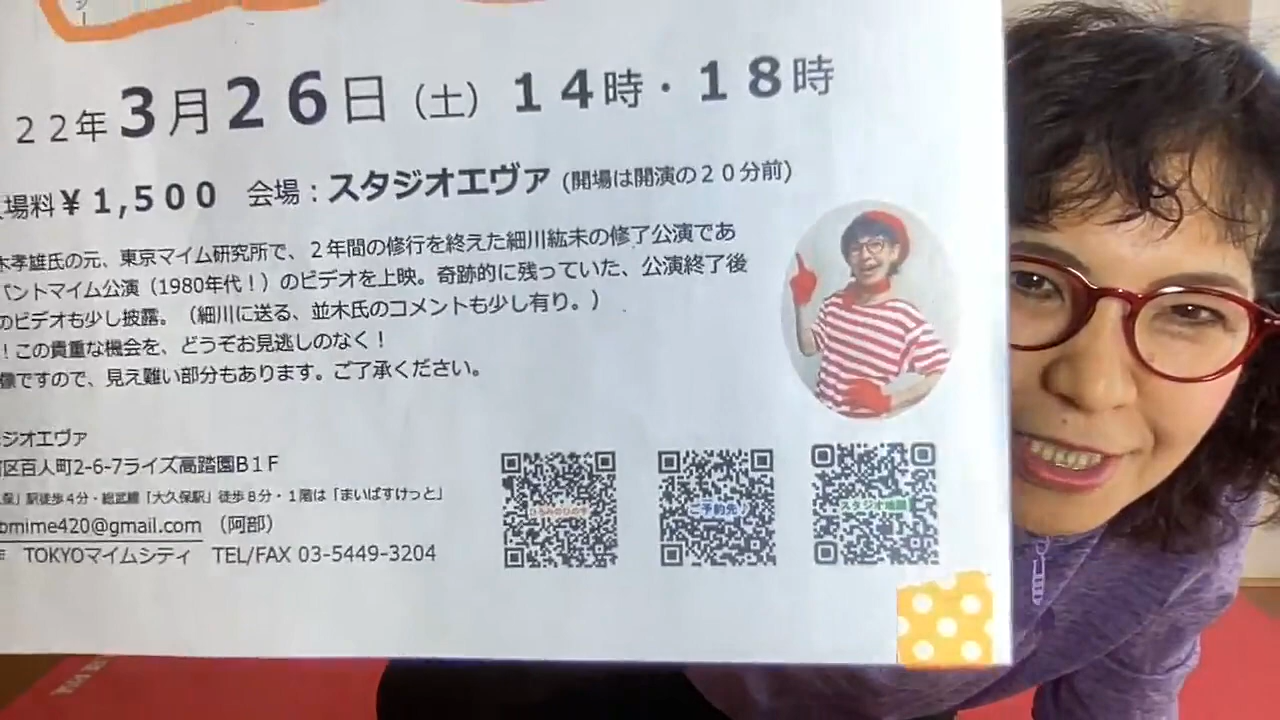 22年3月26日（土）14時・18時
場料￥1,500 会場：スタジオエヴァ (開場は開演の20分前)
木孝雄氏の元、東京マイム研究所で、２年間の修行を終えた細川紘未の修了公演であ
パントマイム公演（1980年代！）のビデオを上映。奇跡的に残っていた、公演終了後
のビデオも少し披露。（細川に送る、並木氏のコメントも少し有り。）
！この貴重な機会を、どうぞお見逃しのなく！
像ですので、見え難い部分もあります。ご了承ください。
ジオエヴァ
区百人町2-6-7ライズ高踏園B１F
保」駅徒歩４分・総武線「大久保駅」徒歩８分・１階は「まいばすけっと」
omime420@gmail.com （阿部）
TOKYOマイムシティ TEL/FAX 03-5449-3204
ご予約先♪
スタジオ地図